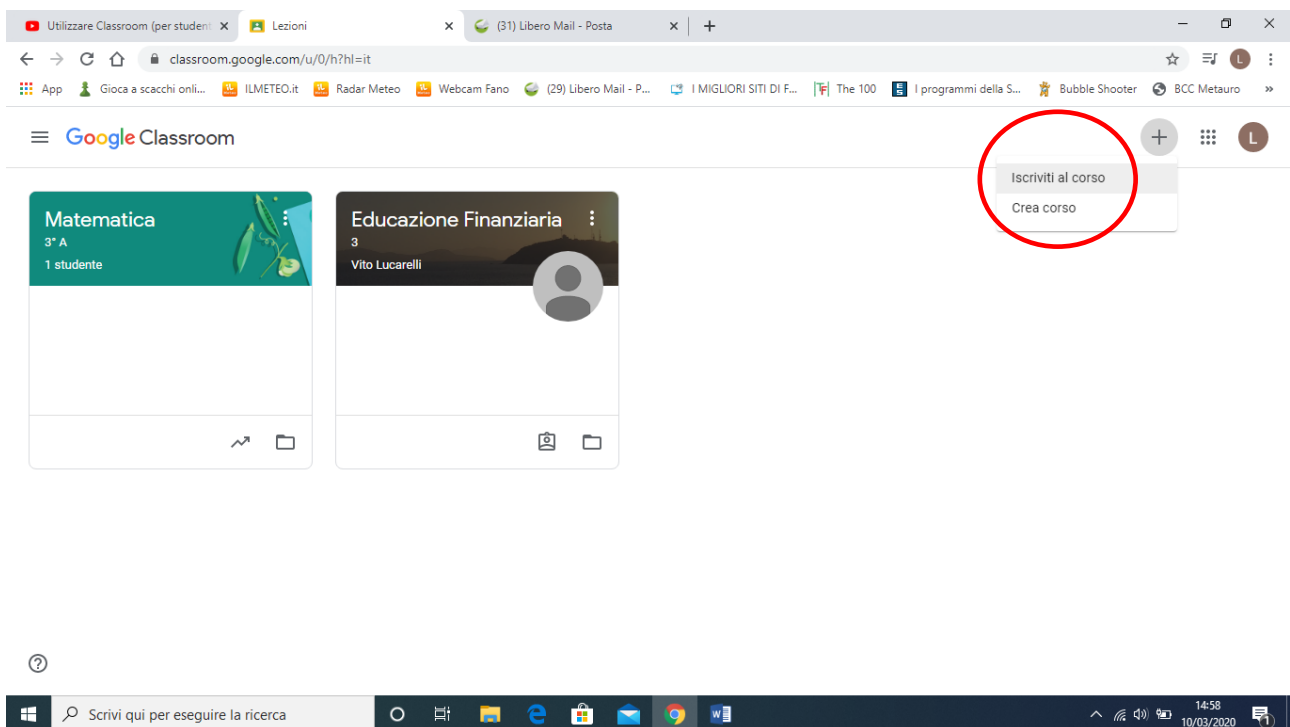 Utilizzare Classroom (per student
Lezioni
(31) Libero Mail - Posta
classroom.google.com/u/0/h?hl=it
L
App
Gioca a scacchi onli...
ILMETEO.it
Radar Meteo
Webcam Fano
(29) Libero Mail - P...
I MIGLIORI SITI DI F...
The 100
I programmi della S...
Bubble Shooter
BCC Metauro
»
Google Classroom
L
Iscriviti al corso
Crea corso
Matematica
3° A
1 studente
Educazione Finanziaria
3
Vito Lucarelli
Scrivi qui per eseguire la ricerca
14:58
10/03/2020